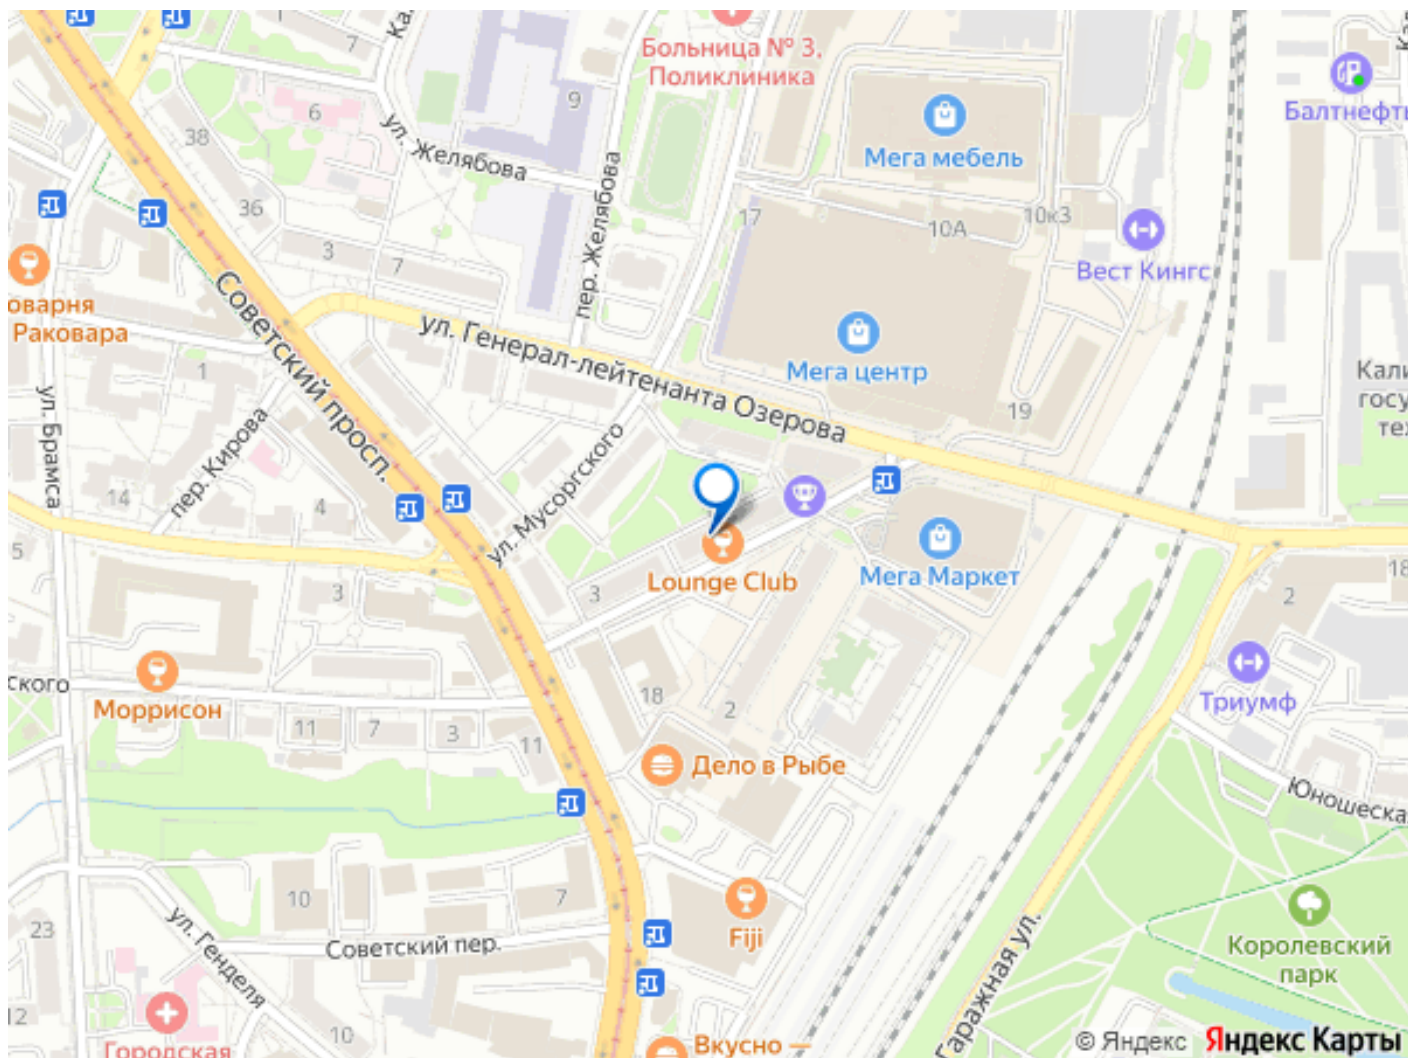 7
Больница № 3,
Поликлиника
9
6
38
ул. Желябова
36
3
7
пер. Желябова
17
Мега мебель
10А
10к3
Вест Кингс
Раковара
Советский просп.
ул. Генерал-лейтенанта Озерова
Мега центр
19
1
ул. Брамса
пер. Кирова
14
4
ул. Мусоргского
5
3
3
Lounge Club
Мега Маркет
18
2
Триумф
Моррисон
11
7
3
11
18
2
Дело в Рыбе
10
7
23
ул. Генделя
Советский пер.
Fiji
Гаражная ул.
Королевский
парк
12
10
Городская
Вкусно —
© Яндекс Яндекс Карты